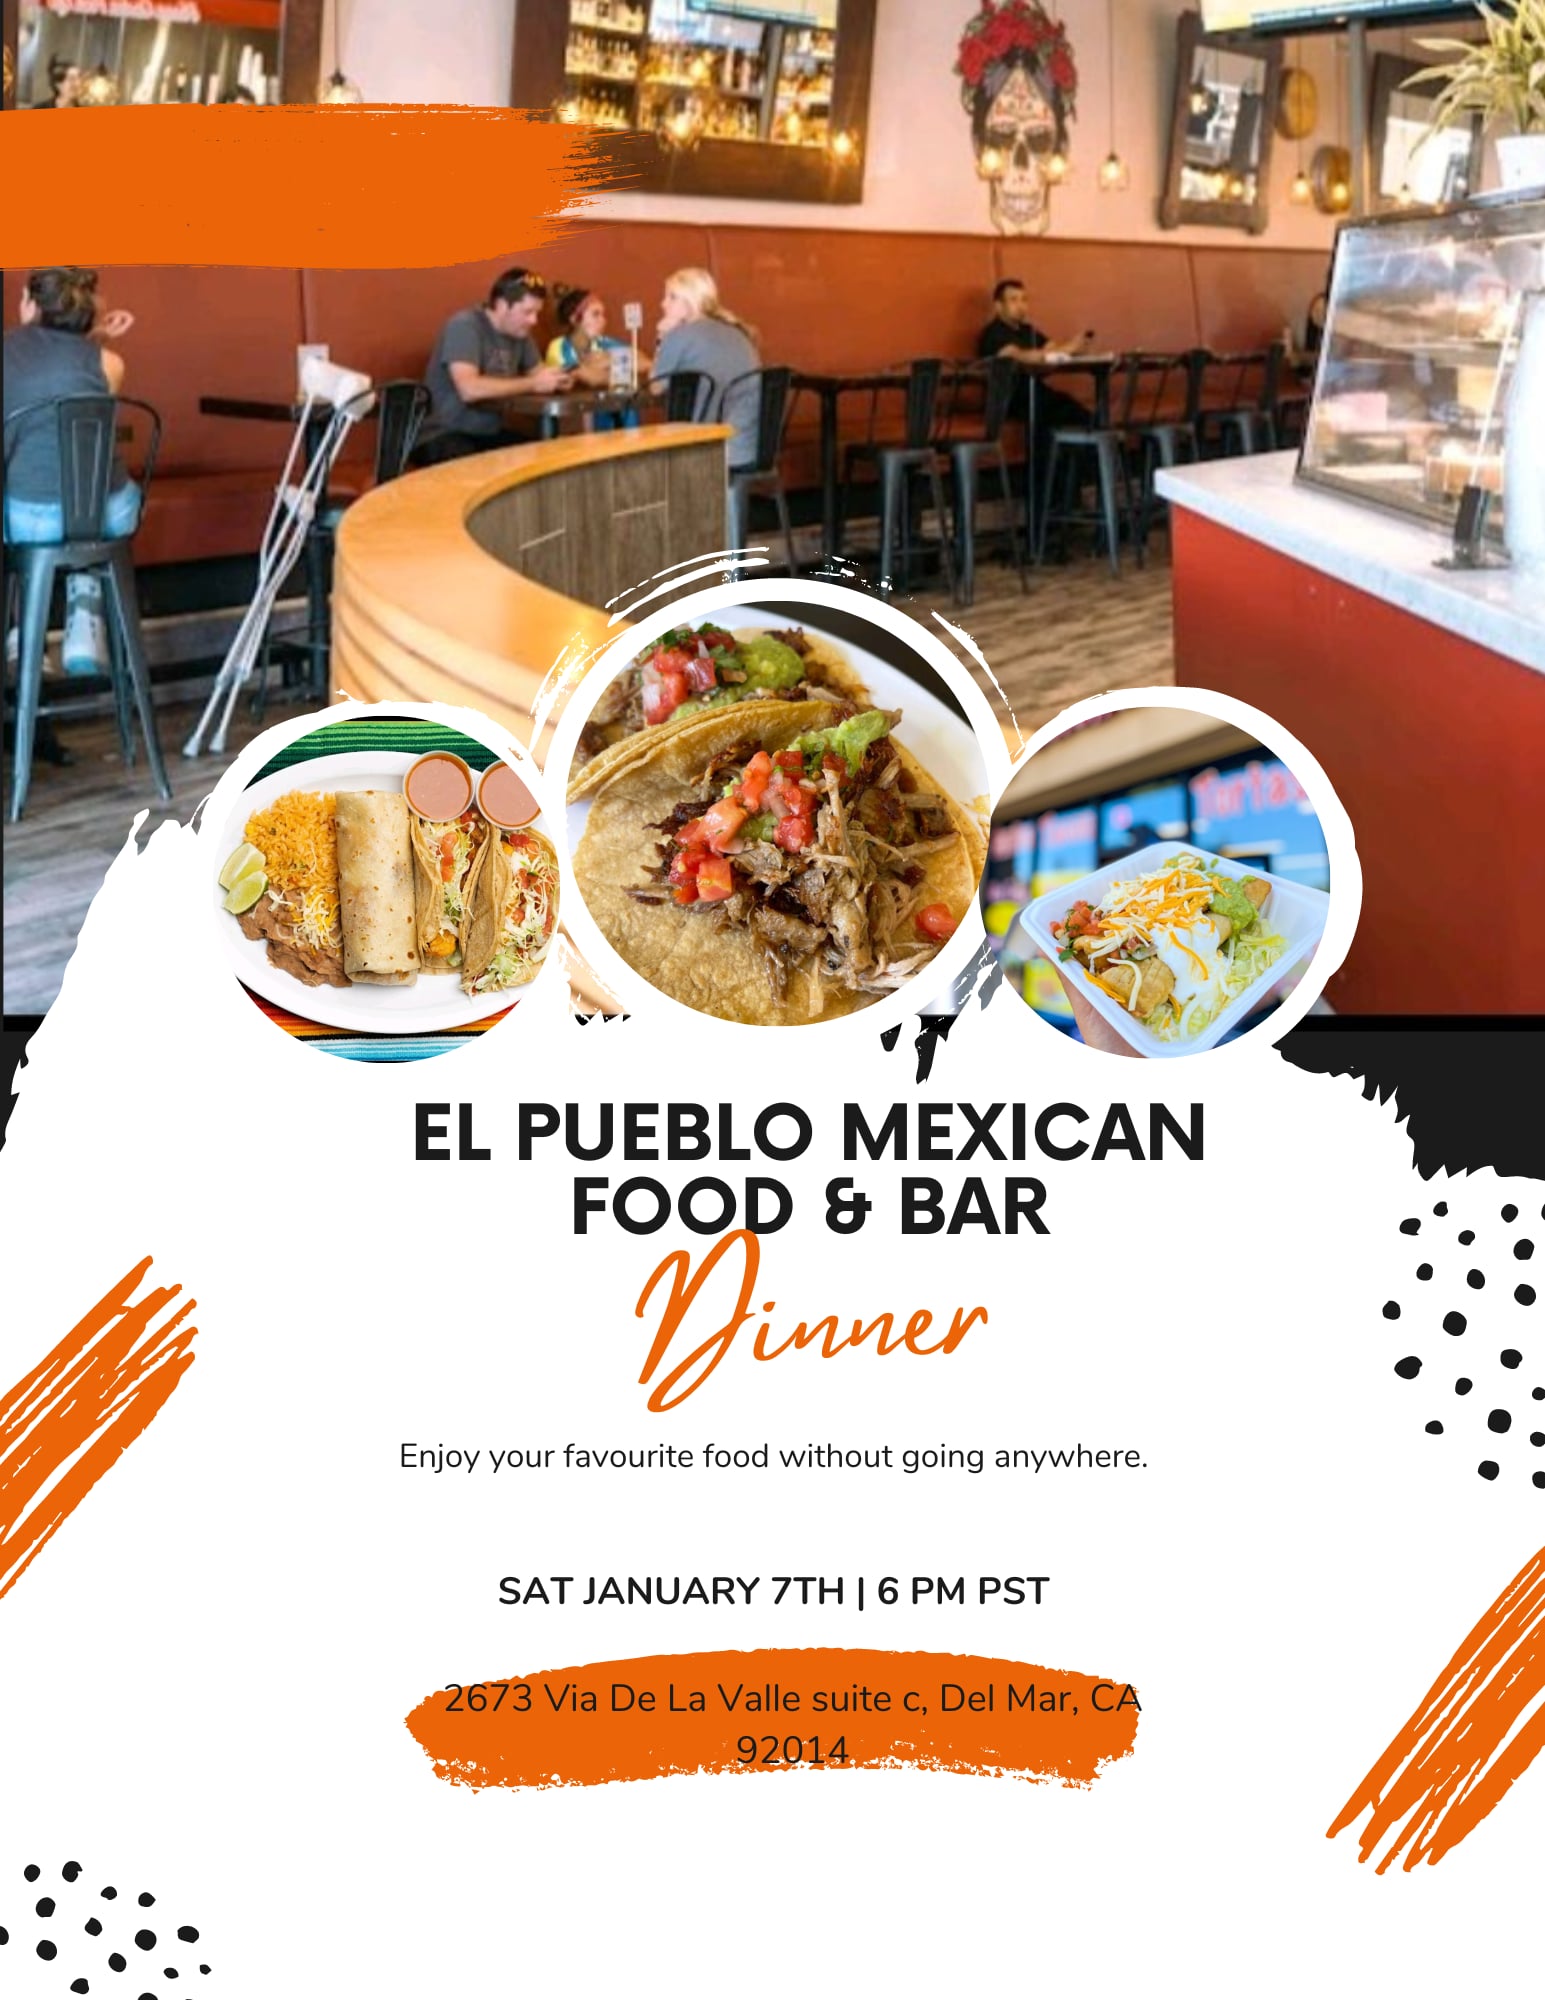 EL PUEBLO MEXICAN
FOOD & BAR
Dinner
Enjoy your favourite food without going anywhere.
SAT JANUARY 7TH | 6 PM PST
2673 Via De La Valle suite c, Del Mar, CA
92014